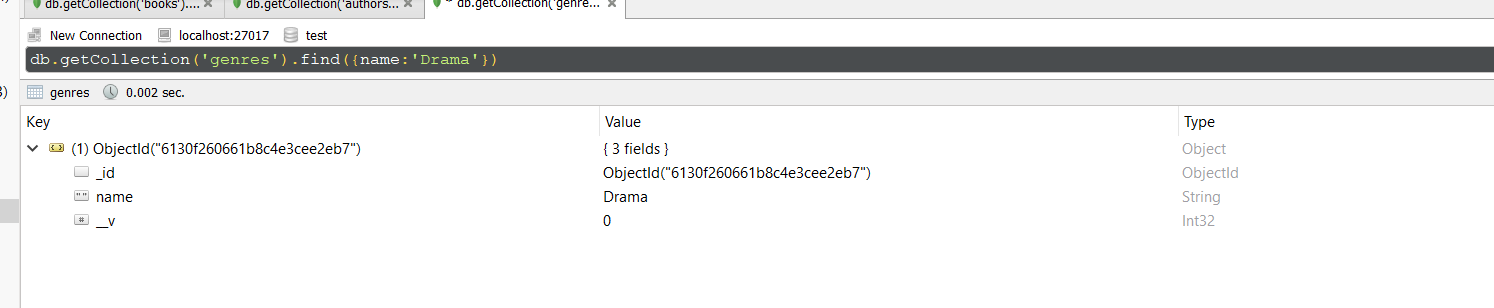 db.getCollection('books').... db.getCollection('authors... db.getCollection('genre...
New Connection localhost:27017 test
db.getCollection('genres').find({name:'Drama'})
genres 0.002 sec.
Key Value Type
(1) ObjectId("6130f260661b8c4e3cee2eb7") { 3 fields } Object
_id ObjectId("6130f260661b8c4e3cee2eb7") ObjectId
name Drama String
__v 0 Int32